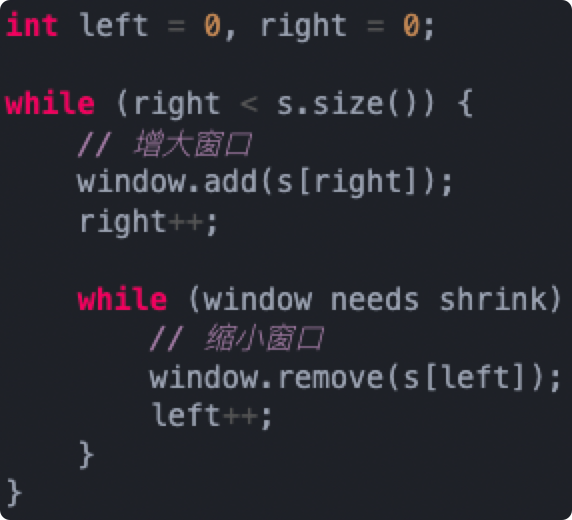 int left = 0, right = 0;

while (right < s.size()) {
    // 增大窗口
    window.add(s[right]);
    right++;

    while (window needs shrink)
        // 缩小窗口
        window.remove(s[left]);
        left++;
    }
}